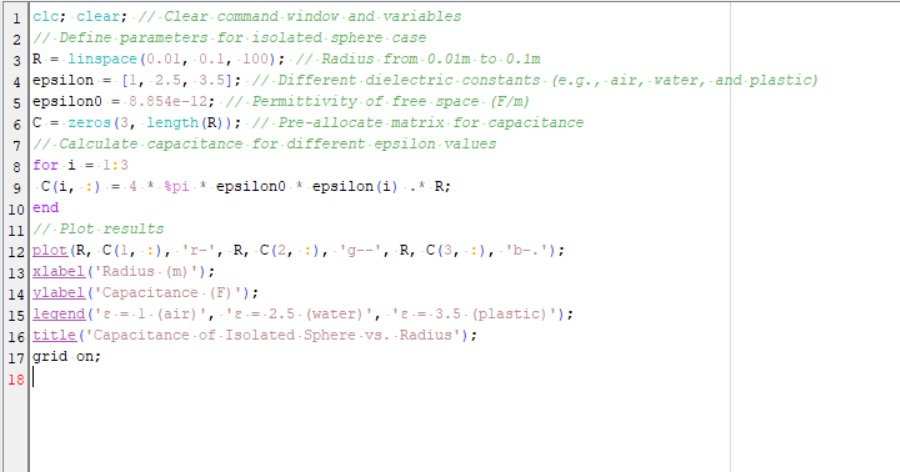 1 clc; clear; // Clear command window and variables
2 // Define parameters for isolated sphere case
3 R = linspace(0.01, 0.1, 100); // Radius from 0.01m to 0.1m
4 epsilon = [1, 2.5, 3.5]; // Different dielectric constants (e.g., air, water, and plastic)
5 epsilon0 = 8.854e-12; // Permittivity of free space (F/m)
6 C = zeros(3, length(R)); // Pre-allocate matrix for capacitance
7 // Calculate capacitance for different epsilon values
8 for i = 1:3
9  C(i, :) = 4 * %pi * epsilon0 * epsilon(i) .* R;
10 end
11 // Plot results
12 plot(R, C(1, :), 'r-', R, C(2, :), 'g--', R, C(3, :), 'b-.');
13 xlabel('Radius (m)');
14 ylabel('Capacitance (F)');
15 legend('ε = 1 (air)', 'ε = 2.5 (water)', 'ε = 3.5 (plastic)');
16 title('Capacitance of Isolated Sphere vs. Radius');
17 grid on;
18